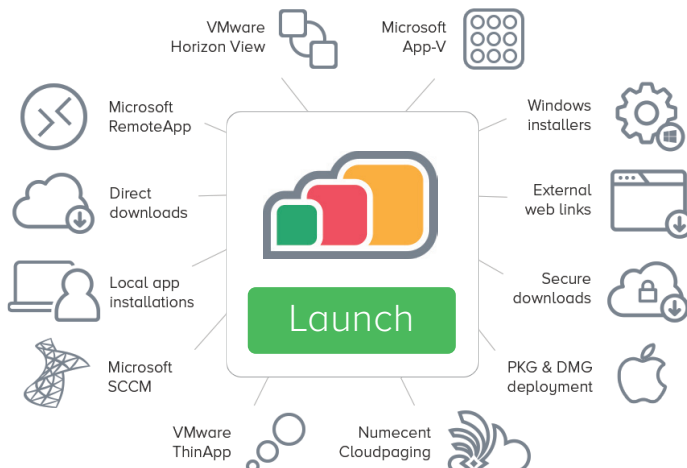 VMware
Horizon View
Microsoft
App-V
Microsoft
RemoteApp
Windows
installers
Direct
downloads
External
web links
Local app
installations
Secure
downloads
Launch
Microsoft
SCCM
PKG & DMG
deployment
VMware
ThinApp
Numecent
Cloudpaging